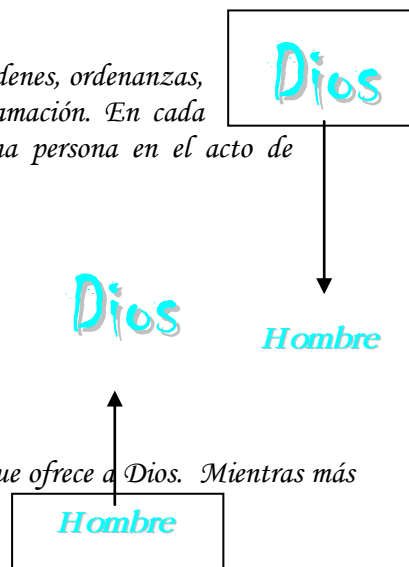 Dios
denes, ordenanzas,
amación. En cada
na persona en el acto de
Dios
Hombre
ue ofrece a Dios. Mientras más
Hombre